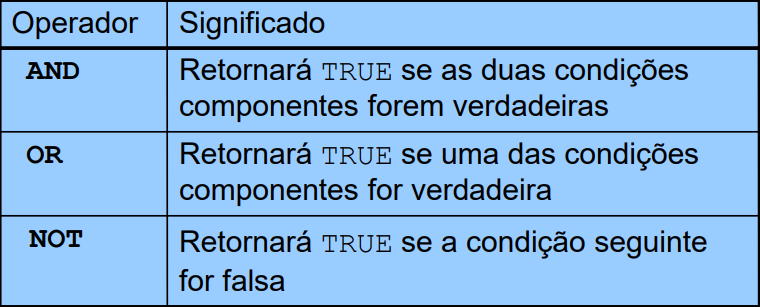 Operador Significado
AND Retornará TRUE se as duas condições
componentes forem verdadeiras
OR Retornará TRUE se uma das condições
componentes for verdadeira
NOT Retornará TRUE se a condição seguinte
for falsa